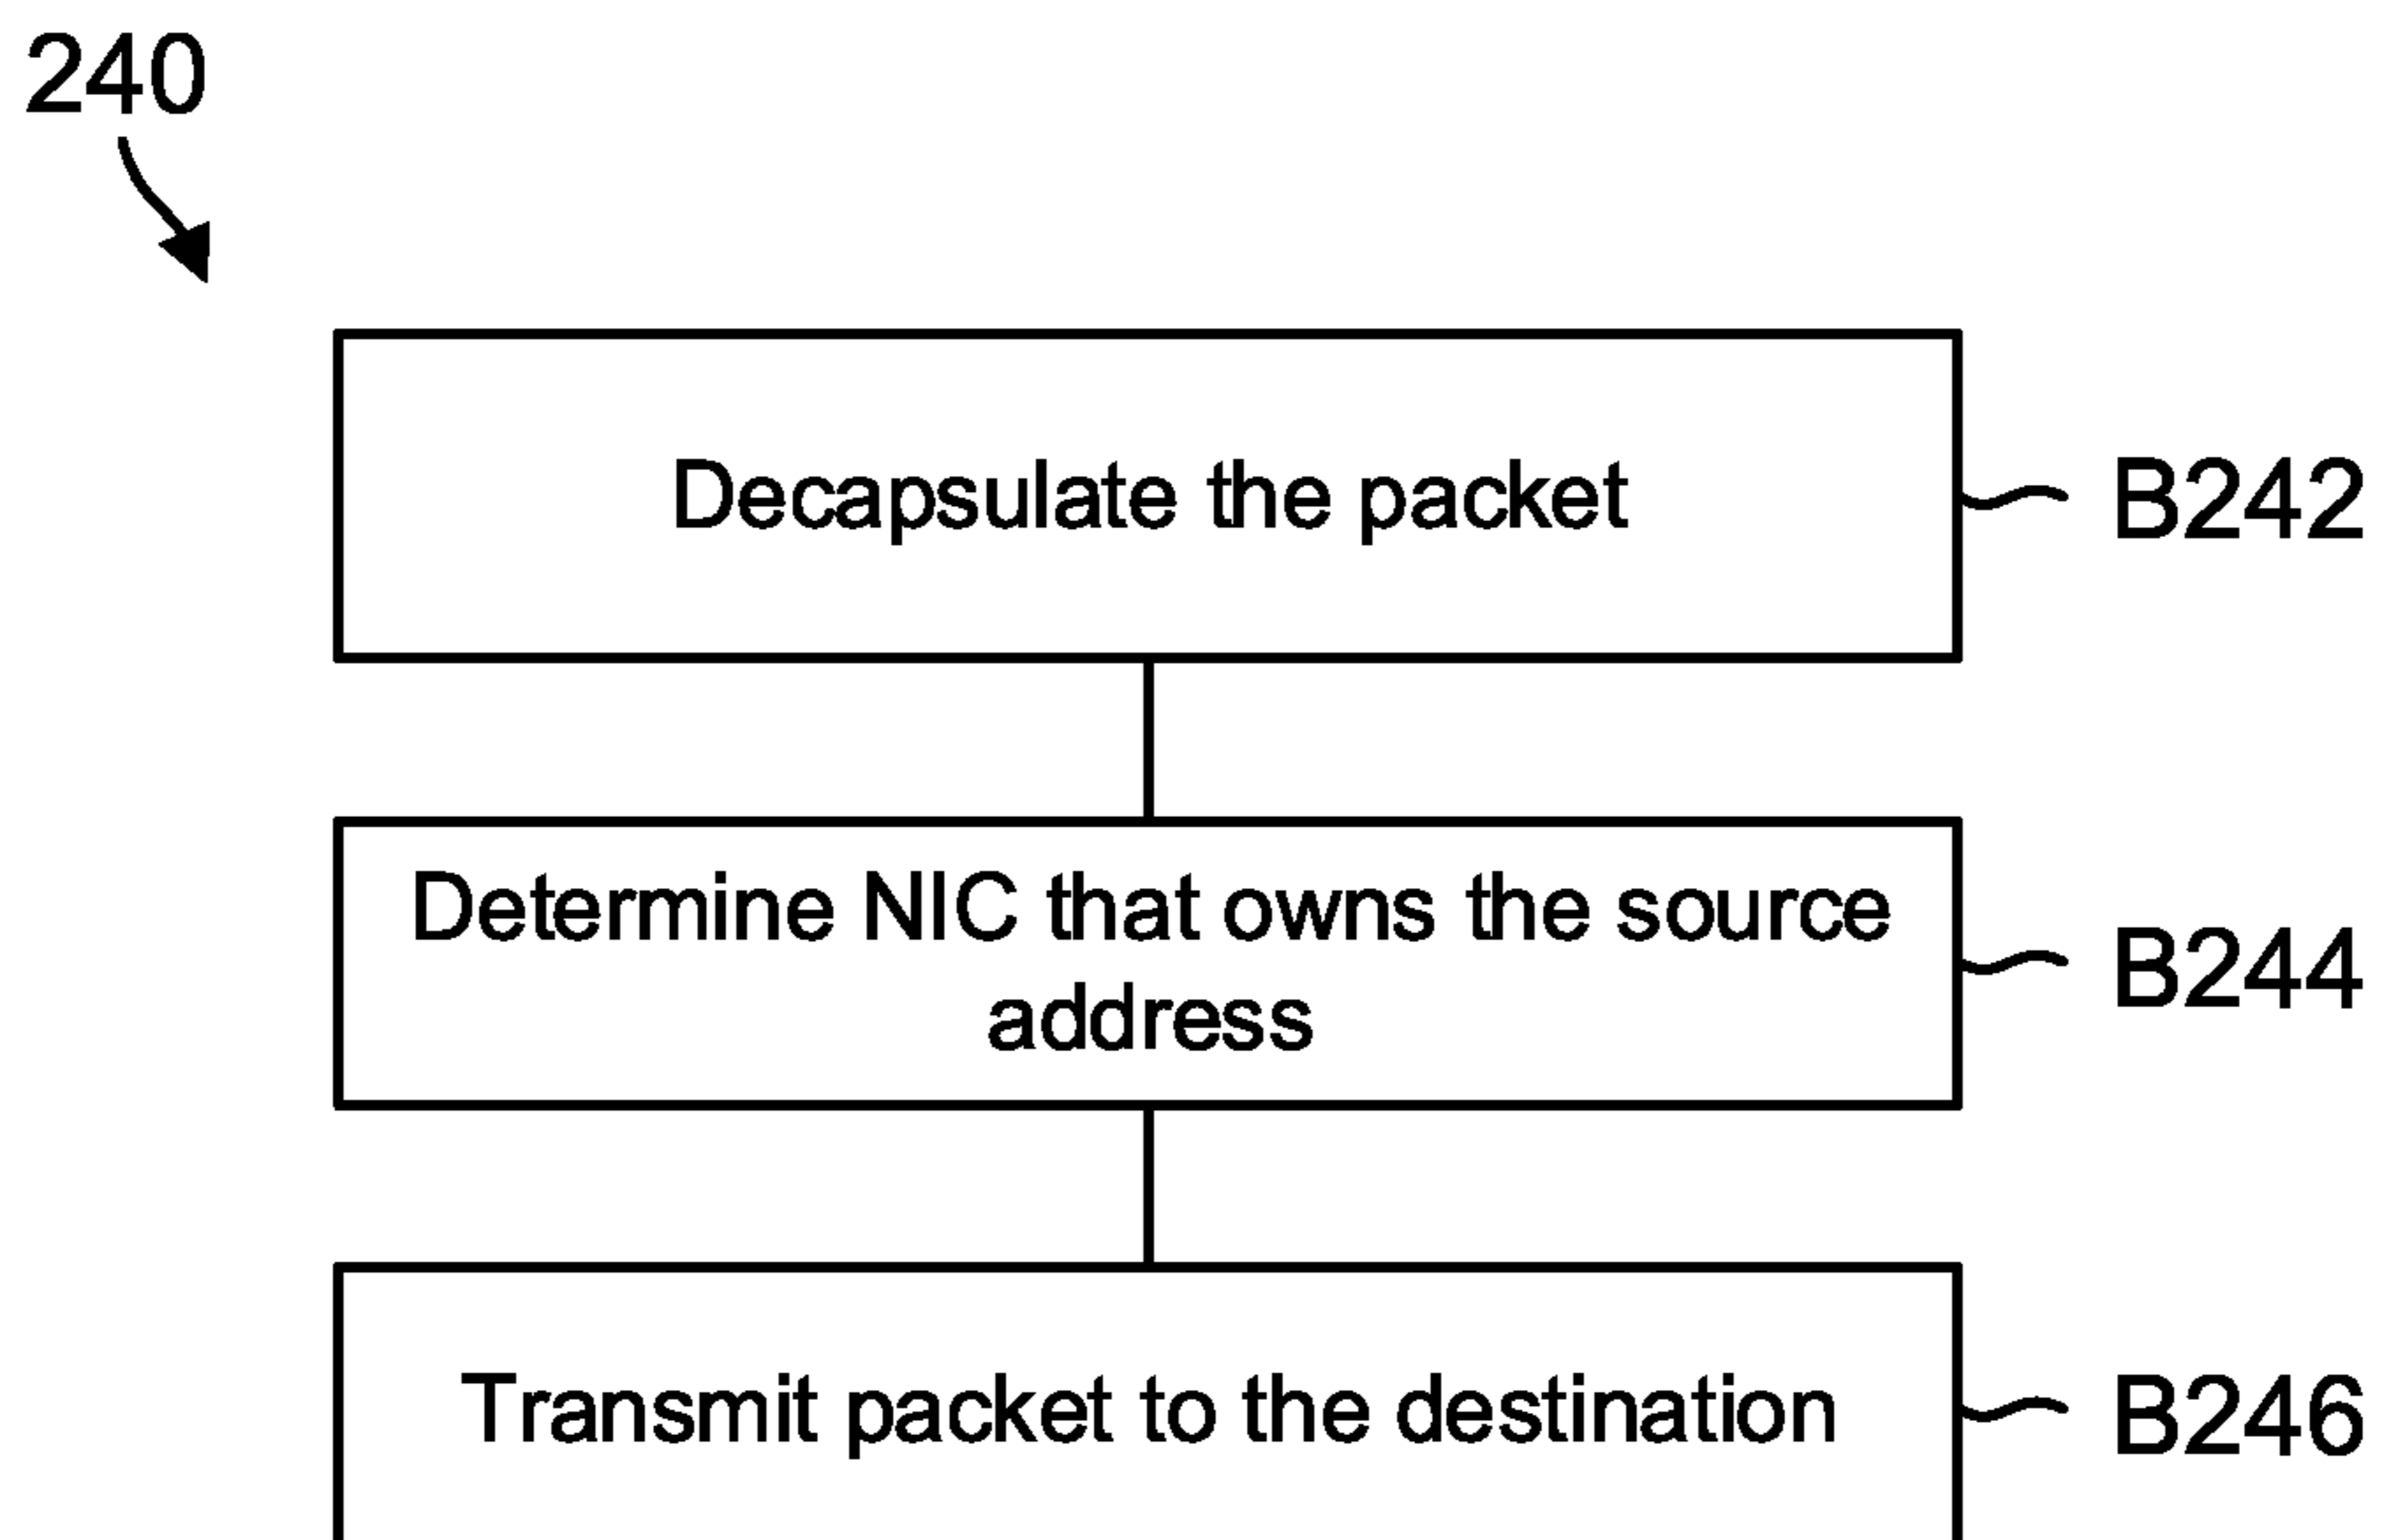 240
Decapsulate the packet
B242
Determine NIC that owns the source
address
B244
Transmit packet to the destination
B246